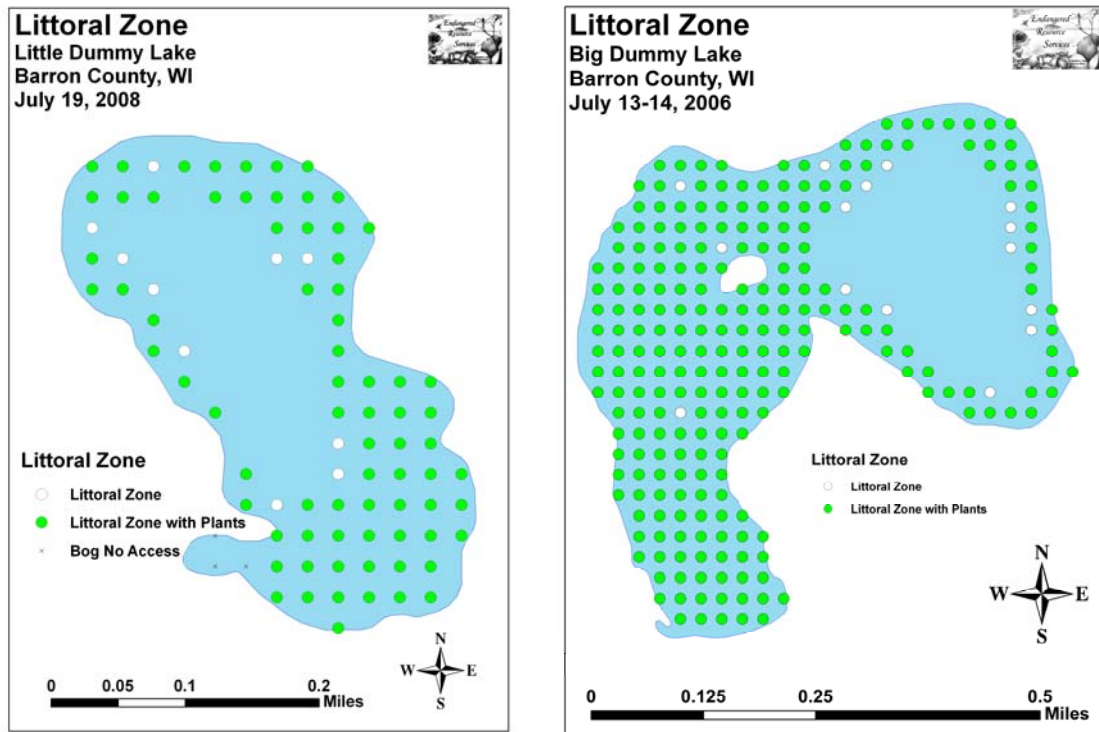 Littoral Zone
Little Dummy Lake
Barron County, WI
July 19, 2008
Endangered
Resource
Services
Littoral Zone
Littoral Zone
Littoral Zone with Plants
Bog No Access
N
W E
S
0 0.05 0.1 0.2
Miles
Littoral Zone
Big Dummy Lake
Barron County, WI
July 13-14, 2006
Endangered
Resource
Services
Littoral Zone
Littoral Zone
Littoral Zone with Plants
N
W E
S
0 0.125 0.25 0.5
Miles